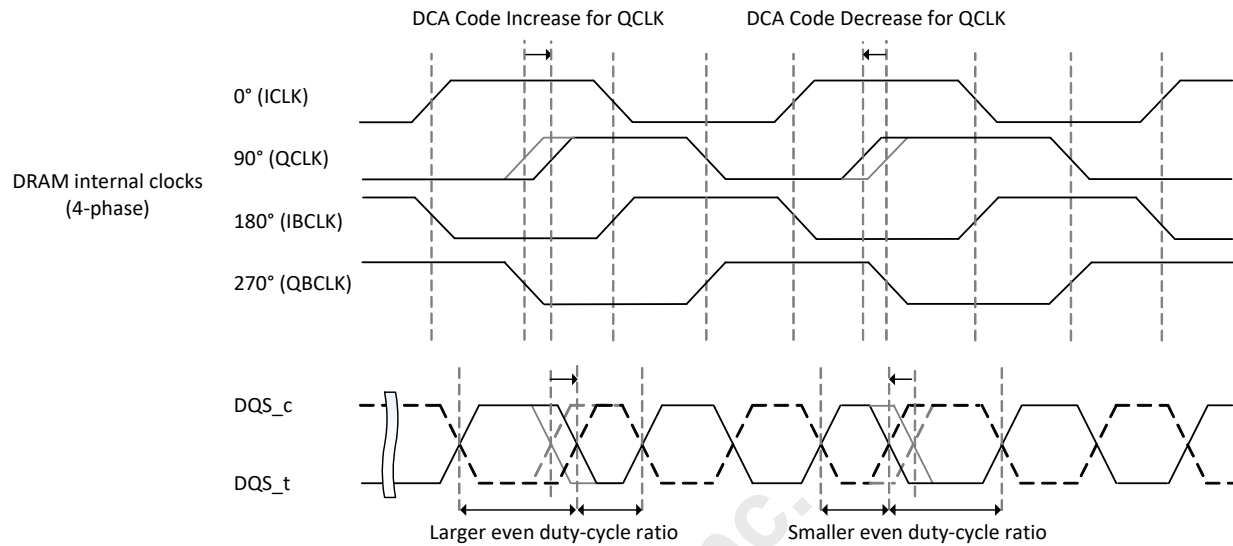 DCA Code Increase for QCLK
DCA Code Decrease for QCLK
0° (ICLK)
90° (QCLK)
DRAM internal clocks
(4-phase)
180° (IBCLK)
270° (QBCLK)
DQS_c
DQS_t
nc.
Larger even duty-cycle ratio
Smaller even duty-cycle ratio